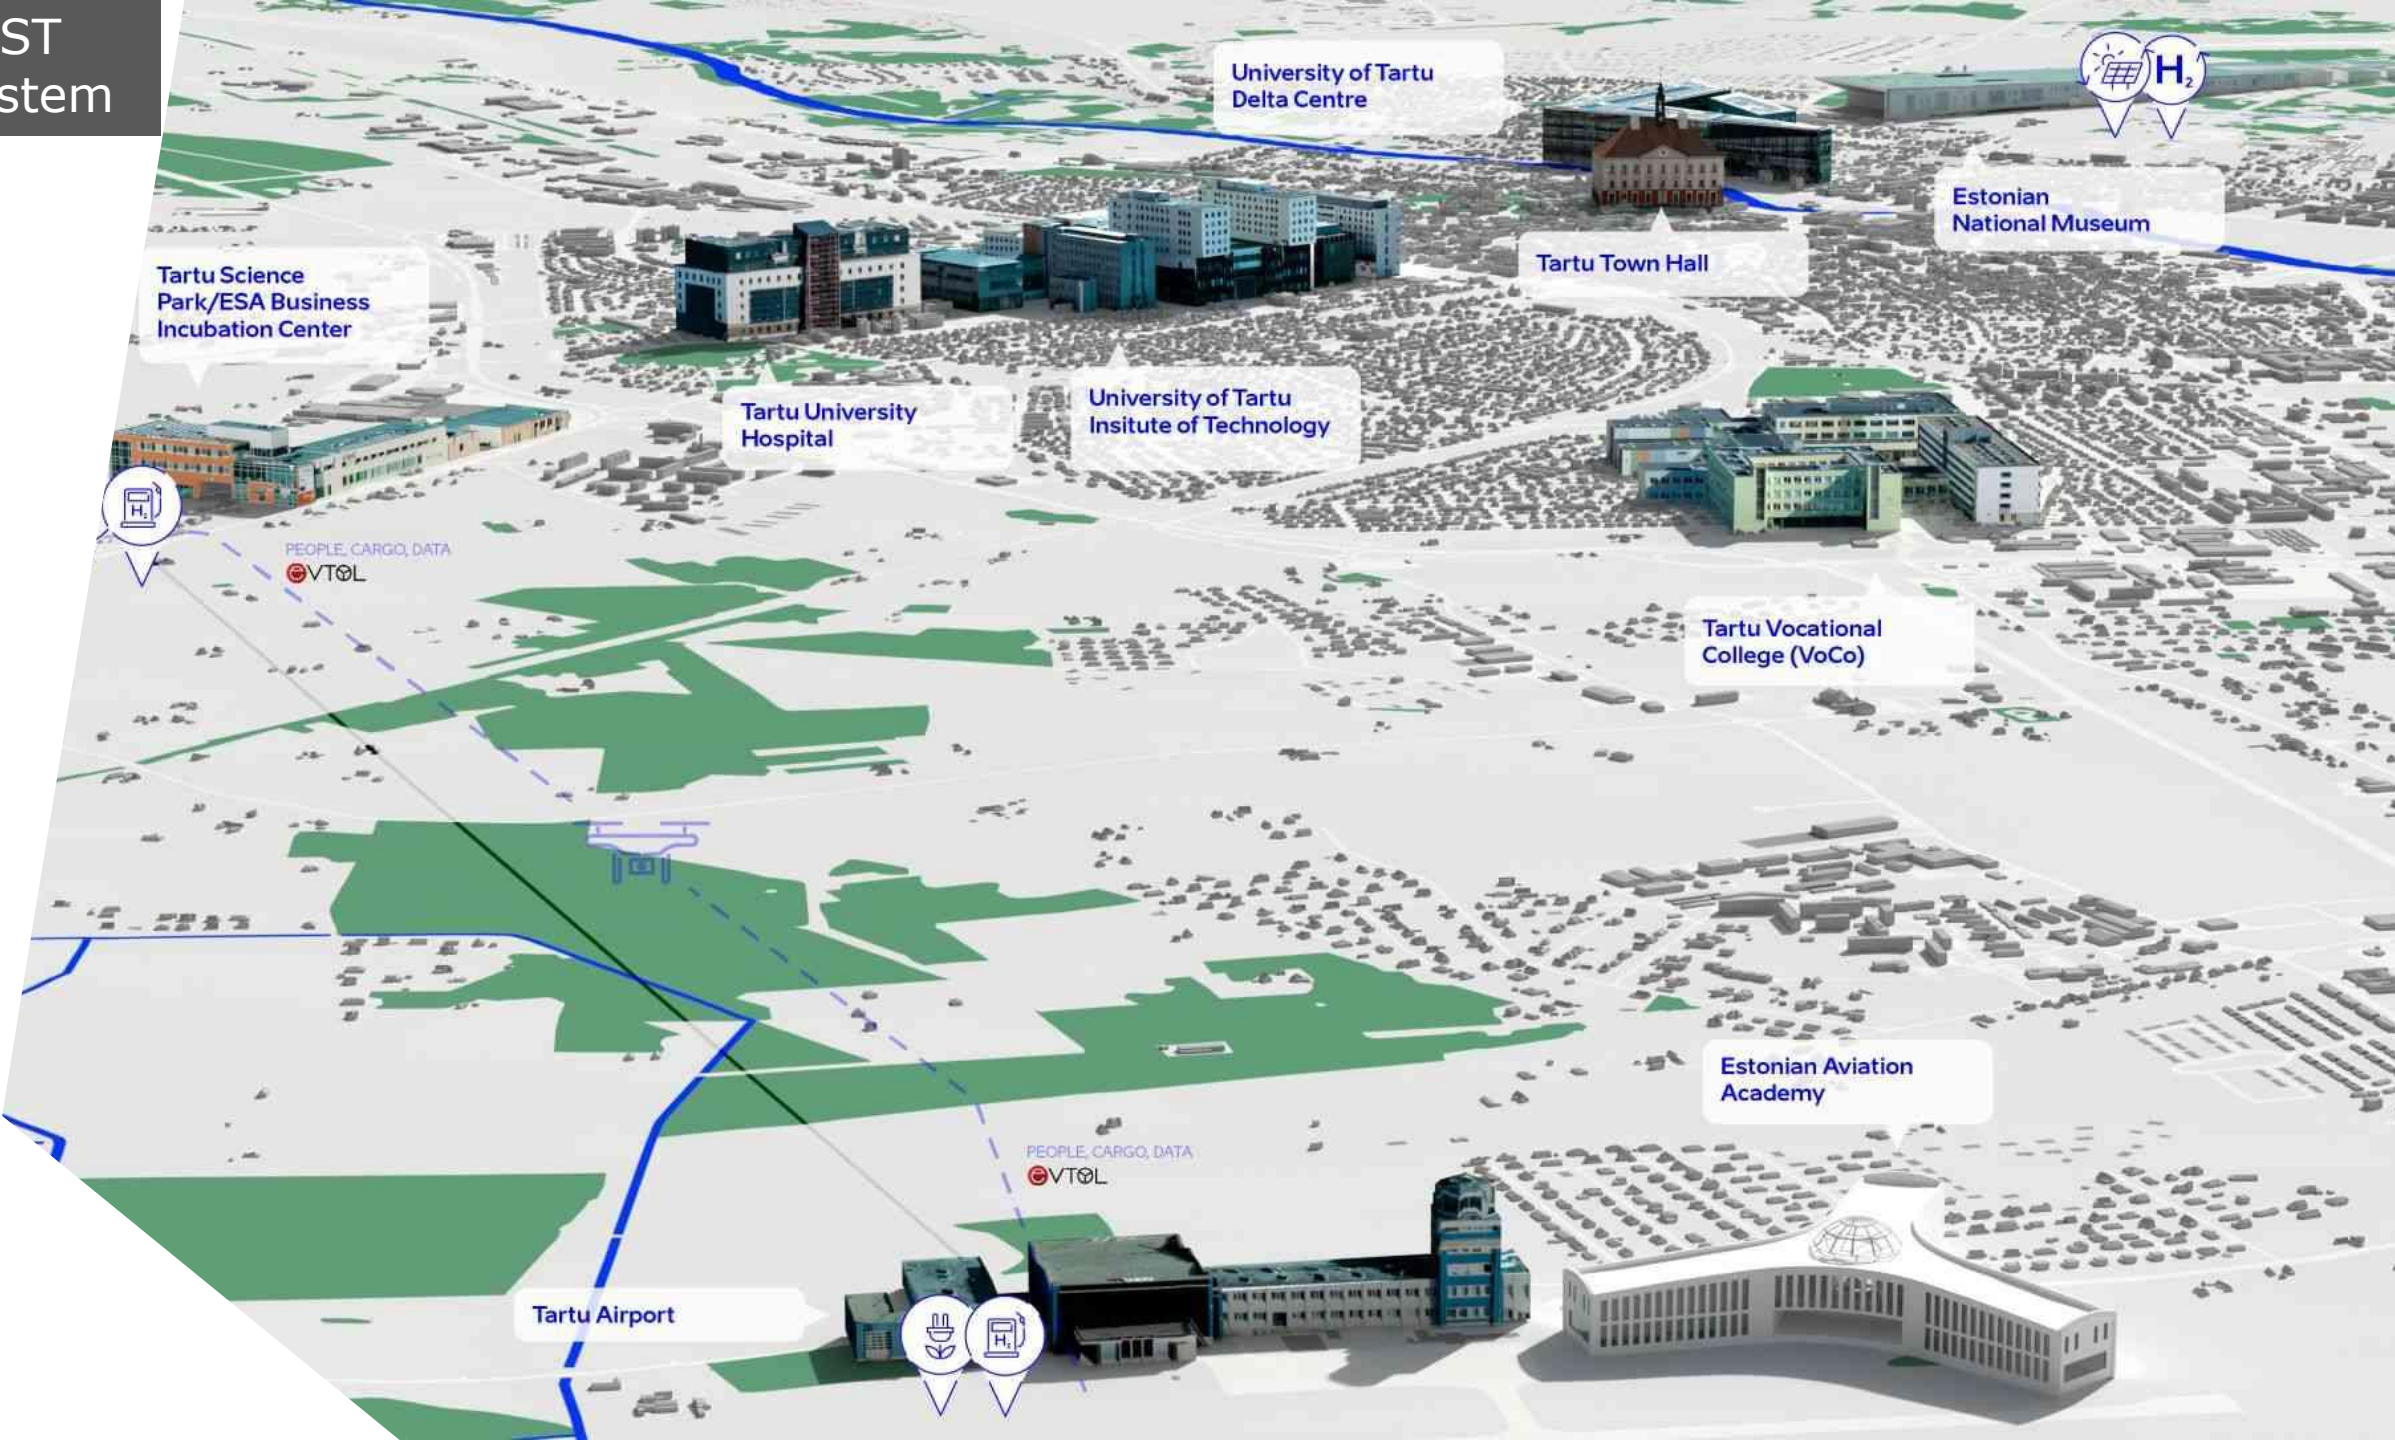 ST
stem
University of Tartu
Delta Centre
H2
Estonian
National Museum
Tartu Town Hall
Tartu Science
Park/ESA Business
Incubation Center
Tartu University
Hospital
University of Tartu
Insitute of Technology
H2
PEOPLE, CARGO, DATA
eVTOL
Tartu Vocational
College (VoCo)
Estonian Aviation
Academy
PEOPLE, CARGO, DATA
eVTOL
Tartu Airport
H2